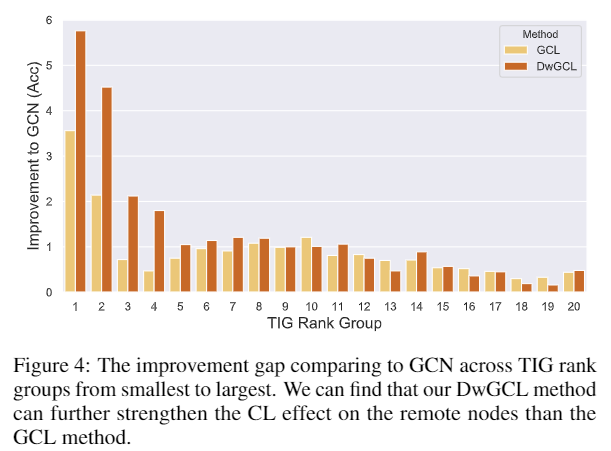 6
5
4
3
2
1
0
Improvement to GCN (Acc)
Method
GCL
DwGCL
1 2 3 4 5 6 7 8 9 10 11 12 13 14 15 16 17 18 19 20
TIG Rank Group
Figure 4: The improvement gap comparing to GCN across TIG rank
groups from smallest to largest. We can find that our DwGCL method
can further strengthen the CL effect on the remote nodes than the
GCL method.